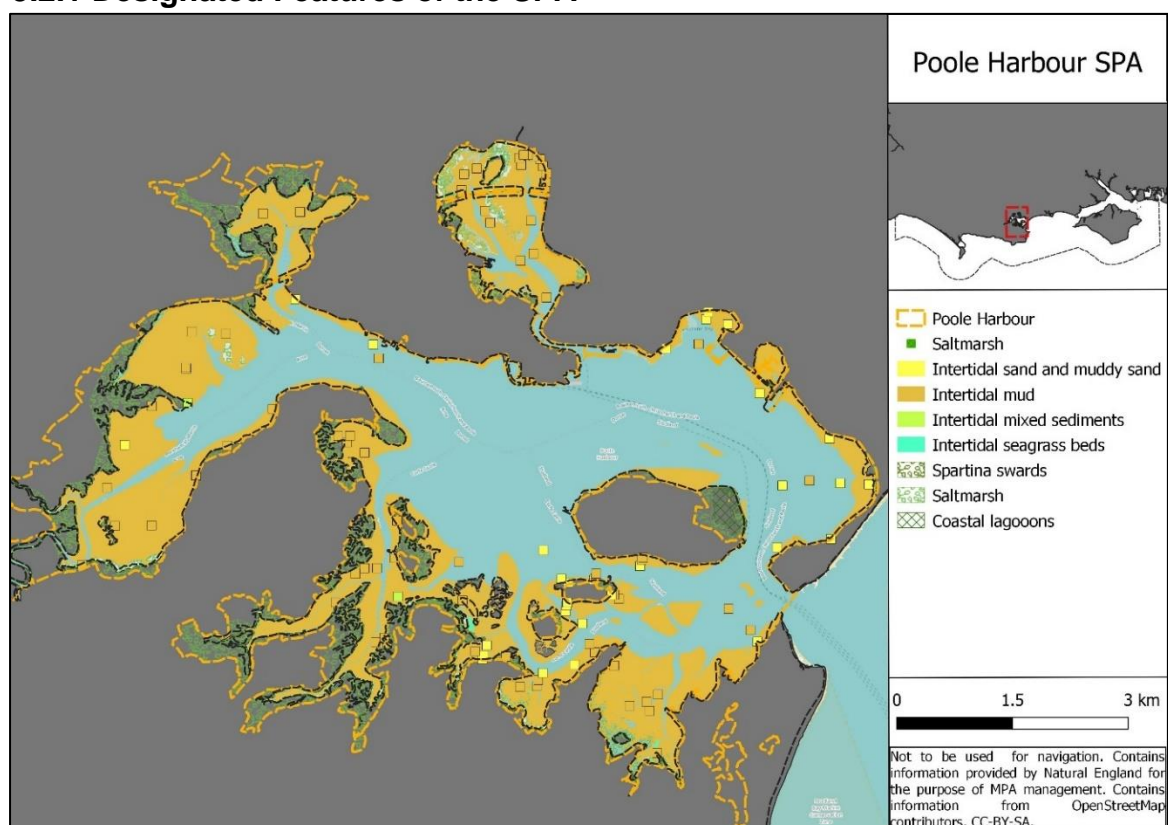 Poole Harbour SPA
Poole Harbour
Saltmarsh
Intertidal sand and muddy sand
Intertidal mud
Intertidal mixed sediments
Intertidal seagrass beds
Spartina swards
Saltmarsh
Coastal lagooons
0 1.5 3 km
Not to be used for navigation. Contains
information provided by Natural England for
the purpose of MPA management. Contains
information from OpenStreetMap
contributors. CC-BY-SA.